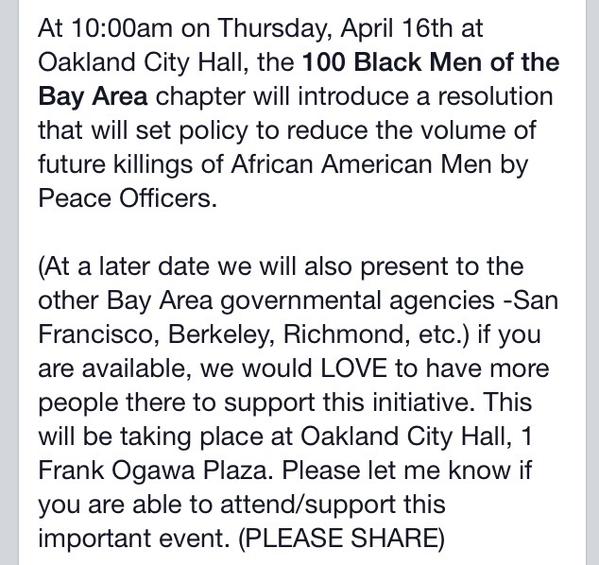 At 10:00am on Thursday, April 16th at
Oakland City Hall, the 100 Black Men of the
Bay Area chapter will introduce a resolution
that will set policy to reduce the volume of
future killings of African American Men by
Peace Officers.

(At a later date we will also present to the
other Bay Area governmental agencies -San
Francisco, Berkeley, Richmond, etc.) if you
are available, we would LOVE to have more
people there to support this initiative. This
will be taking place at Oakland City Hall, 1
Frank Ogawa Plaza. Please let me know if
you are able to attend/support this
important event. (PLEASE SHARE)